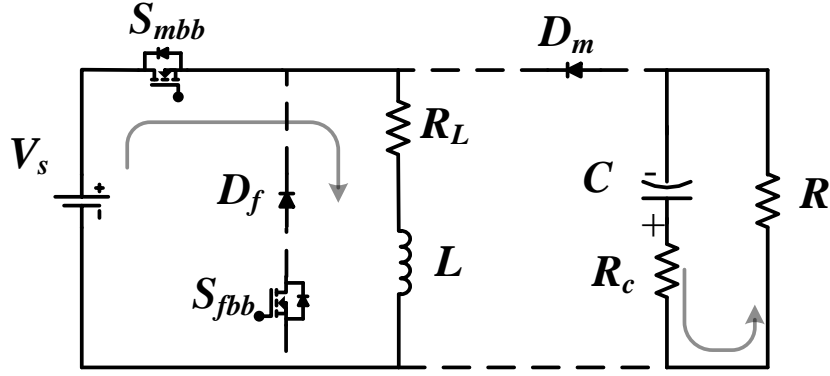 S_mbb
D_m
V_s
+
-
R_L
D_f
C
-
+
R
L
S_fbb
R_c